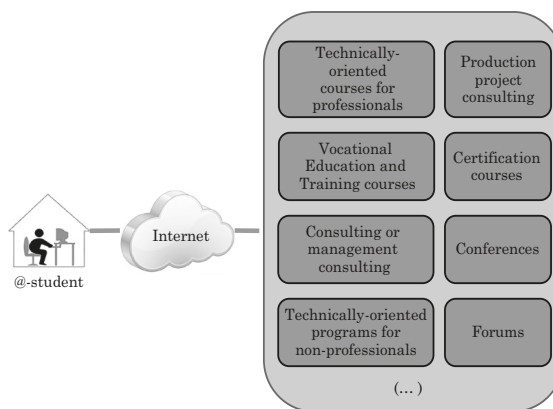 Technically-
oriented
courses for
professionals
Production
project
consulting
Vocational
Education and
Training courses
Certification
courses
Internet
@-student
Consulting or
management
consulting
Conferences
Technically-oriented
programs for
non-professionals
Forums
(... )